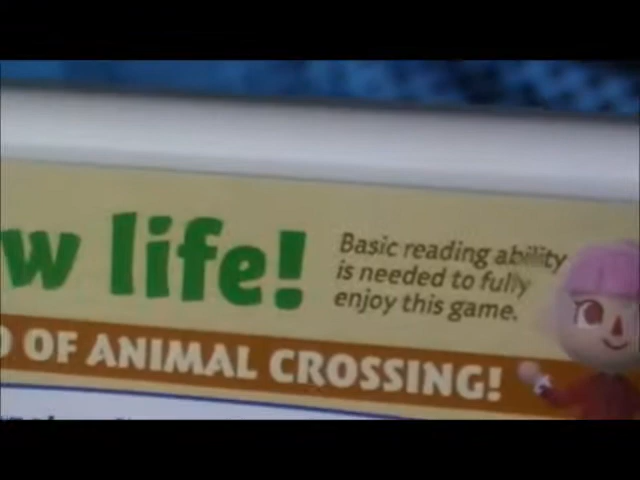 w life!
Basic reading ability
is needed to fully
enjoy this game.
OF ANIMAL CROSSING!